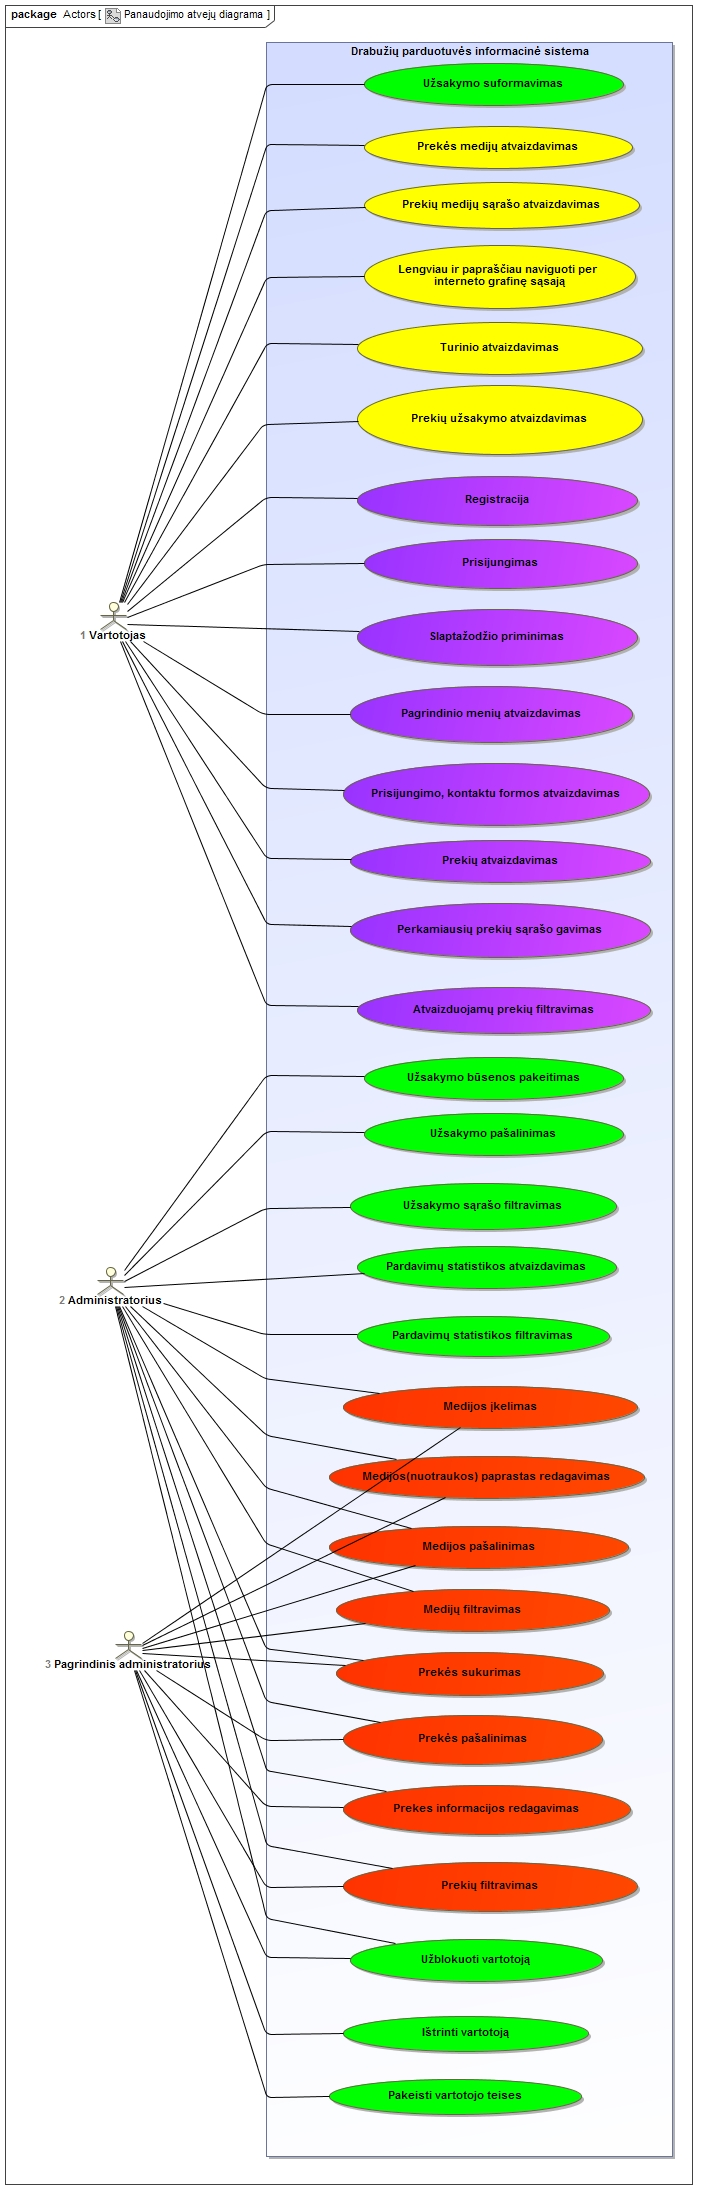 package Actors [ Panaudojimo atvejų diagrama ]
Drabužių parduotuvės informacinė sistema
Užsakymo suformavimas
Prekės medijų atvaizdavimas
Prekių medijų sąrašo atvaizdavimas
Lengviau ir papraščiau naviguoti per
interneto grafinę sąsają
Turinio atvaizdavimas
Prekių užsakymo atvaizdavimas
Registracija
Prisijungimas
1 Vartotojas
Slaptažodžio priminimas
Pagrindinio menių atvaizdavimas
Prisijungimo, kontaktu formos atvaizdavimas
Prekių atvaizdavimas
Perkamiausių prekių sąrašo gavimas
Atvaizduojamų prekių filtravimas
Užsakymo būsenos pakeitimas
Užsakymo pašalinimas
Užsakymo sąrašo filtravimas
Pardavimų statistikos atvaizdavimas
2 Administratorius
Pardavimų statistikos filtravimas
Medijos įkelimas
Medijos(nuotraukos) paprastas redagavimas
Medijos pašalinimas
Medijų filtravimas
3 Pagrindinis administratorius
Prekės sukurimas
Prekės pašalinimas
Prekes informacijos redagavimas
Prekių filtravimas
Užblokuoti vartotoją
Ištrinti vartotoją
Pakeisti vartotojo teises